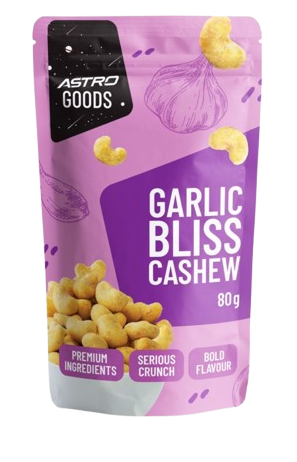 ASTRO
GOODS
GARLIC
BLISS
CASHEW
80g
PREMIUM
INGREDIENTS
SERIOUS
CRUNCH
BOLD
FLAVOUR